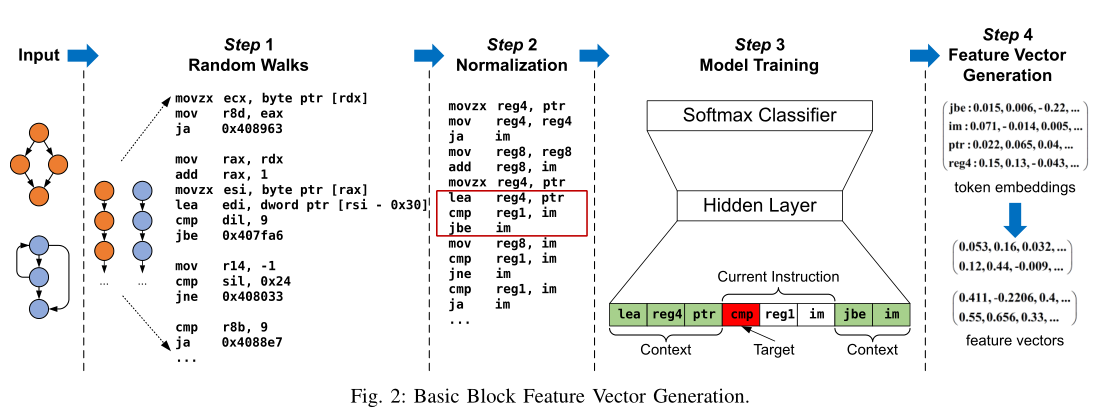 Input
Step 1
Random Walks
movzx ecx, byte ptr [rdx]
mov r8d, eax
ja 0x408963
mov rax, rdx
add rax, 1
movzx esi, byte ptr [rax]
lea edi, dword ptr [rsi - 0x30]
cmp dil, 9
jbe 0x407fa6
mov r14, -1
cmp sil, 0x24
jne 0x408033
cmp r8b, 9
ja 0x4088e7
...
...
...
Step 2
Normalization
movzx reg4, ptr
mov reg4, reg4
ja im
mov reg8, reg8
add reg8, im
movzx reg4, ptr
lea reg4, ptr
cmp reg1, im
jbe im
mov reg8, im
cmp reg1, im
jne im
cmp reg1, im
ja im
...
Step 3
Model Training
Softmax Classifier
Hidden Layer
Current Instruction
lea reg4 ptr cmp reg1 im jbe im
Context Target Context
Step 4
Feature Vector
Generation
jbe : 0.015, 0.006, - 0.22, ...
im : 0.071, - 0.014, 0.005, ...
ptr : 0.022, 0.065, 0.04, ...
reg4 : 0.15, 0.13, - 0.043, ...
token embeddings
0.053, 0.16, 0.032, ...
0.12, 0.44, -0.009, ...
0.411, -0.2206, 0.4, ...
0.55, 0.656, 0.33, ...
feature vectors
Fig. 2: Basic Block Feature Vector Generation.